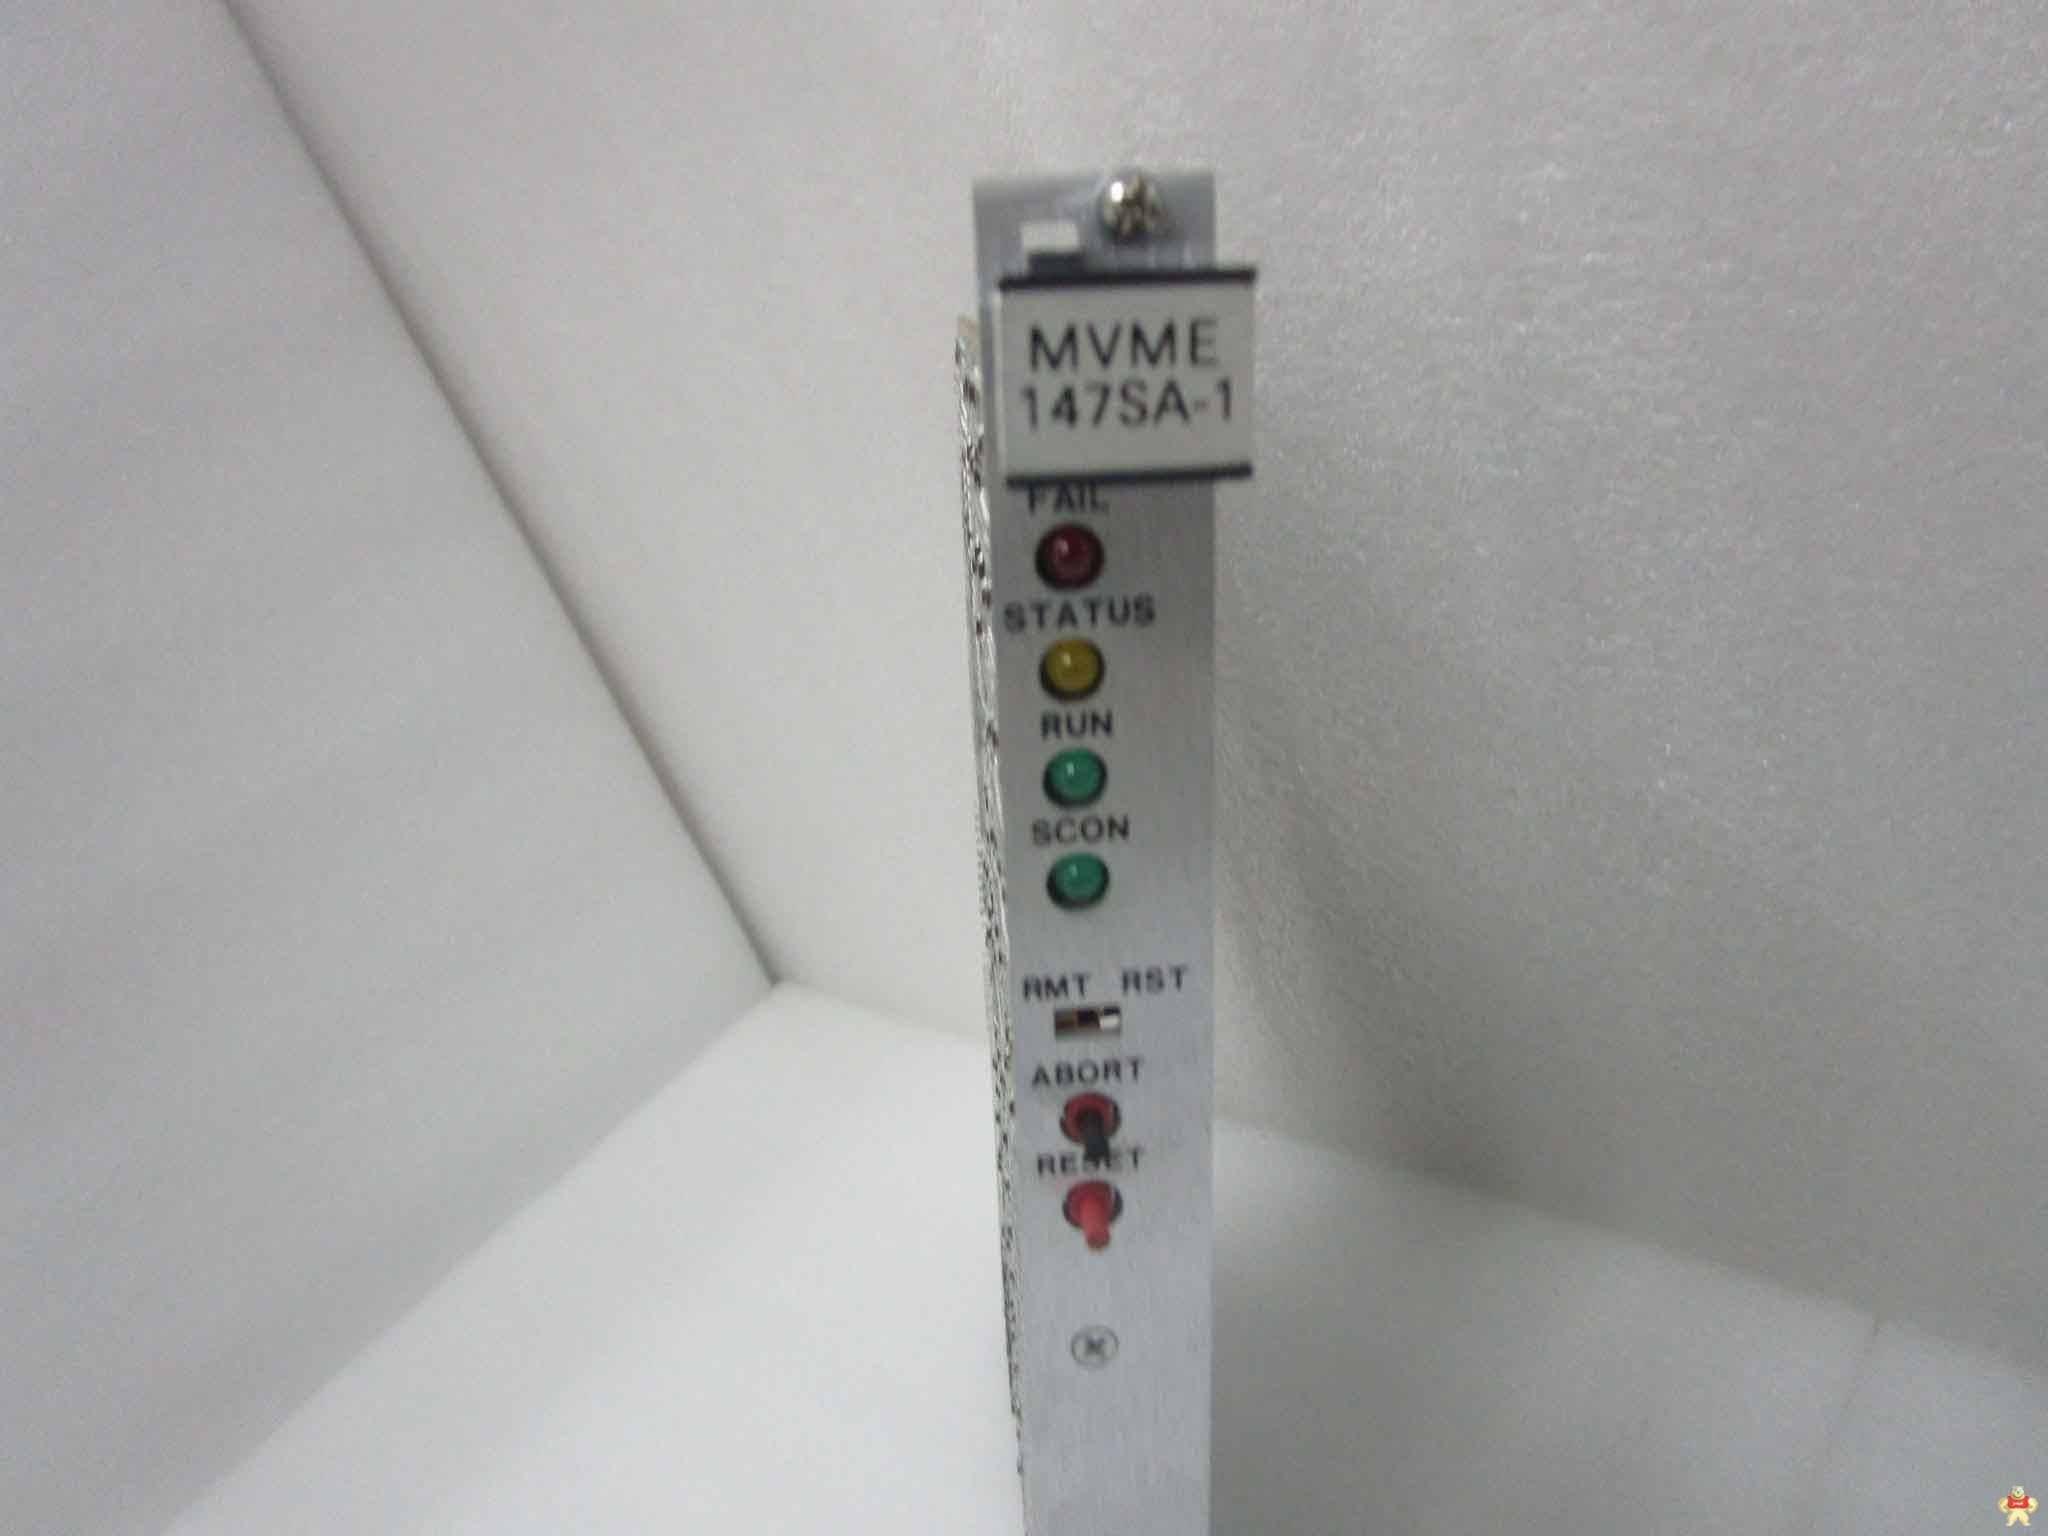 MVME
147SA-1
FAIL
STATUS
RUN
SCON
RMT RST
ABORT
RESET